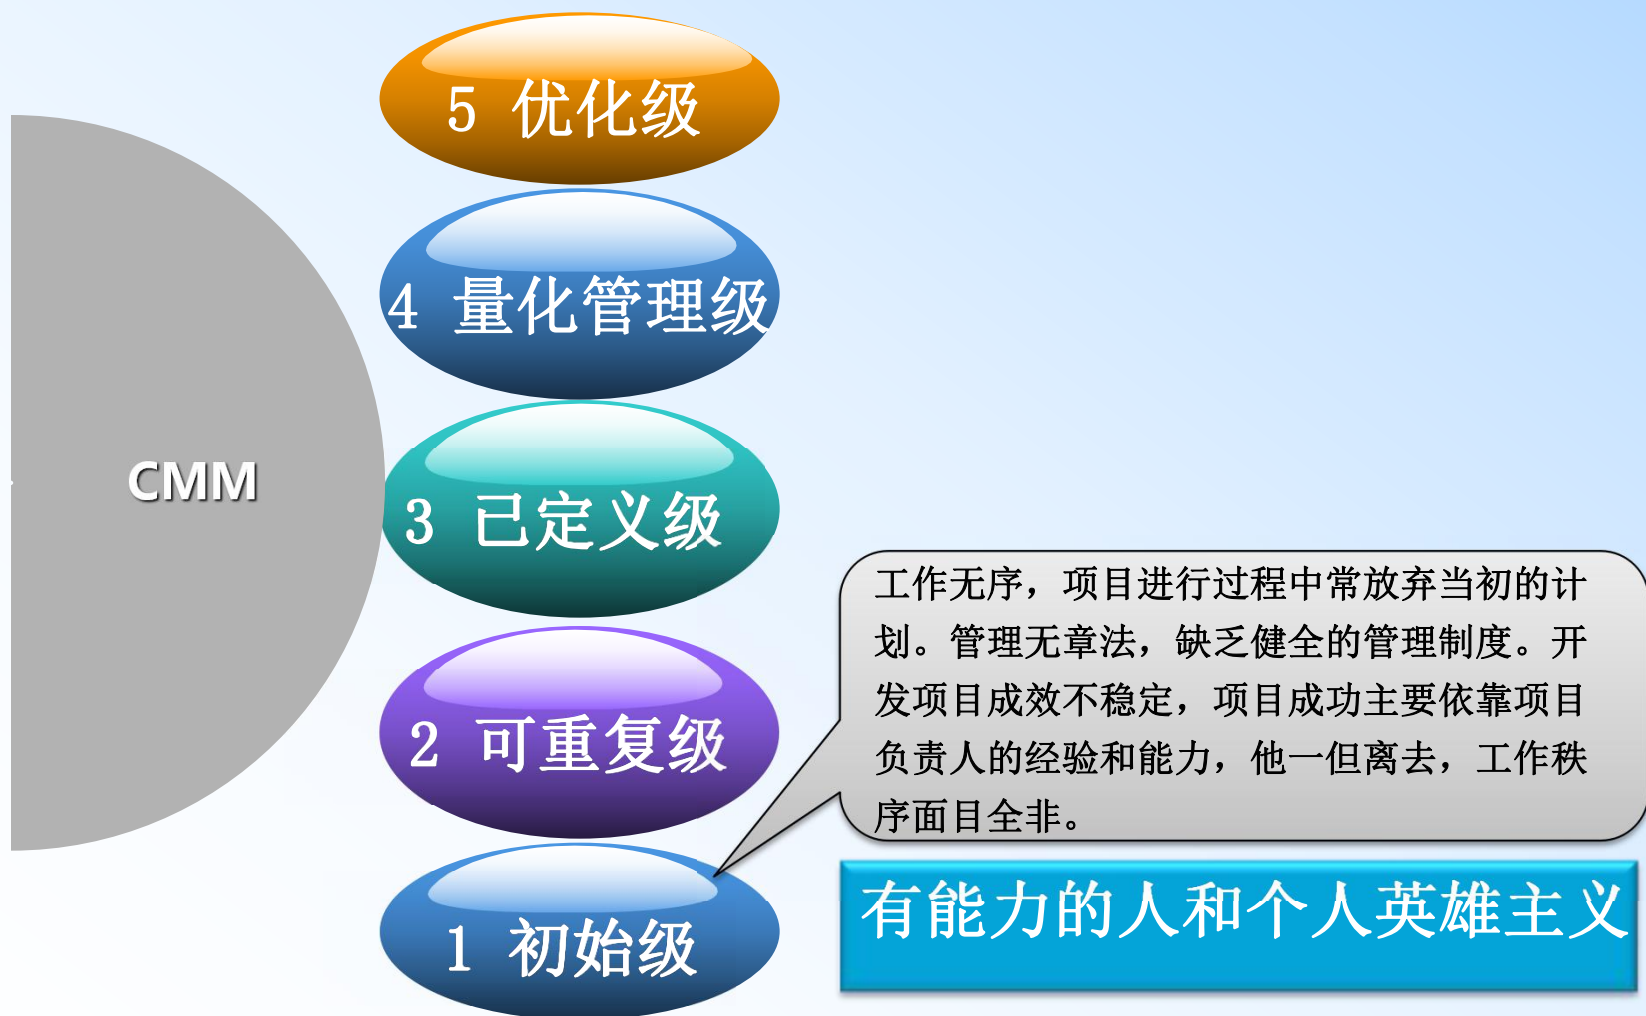 5 优化级
4 量化管理级
CMM
3 已定义级
2 可重复级
1 初始级
工作无序，项目进行过程中常放弃当初的计
划。管理无章法，缺乏健全的管理制度。开
发项目成效不稳定，项目成功主要依靠项目
负责人的经验和能力，他一但离去，工作秩
序面目全非。
有能力的人和个人英雄主义